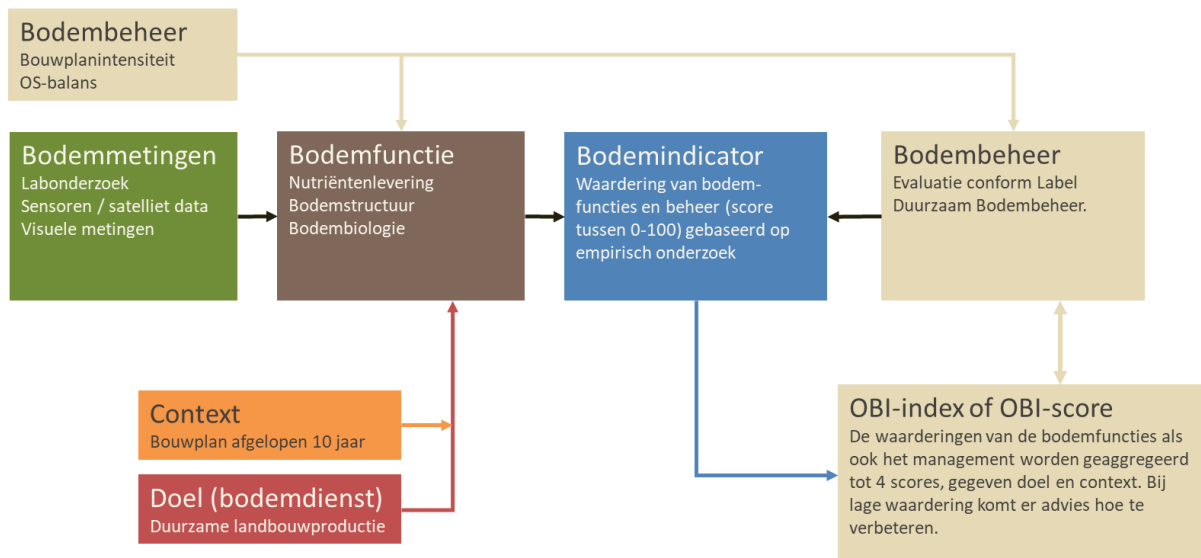 Bodembeheer
Bouwplanintensiteit
OS-balans
Bodemmetingen
Labonderzoek
Sensoren / satelliet data
Visuele metingen
Bodemfunctie
Nutriëntenlevering
Bodemstructuur
Bodembiologie
Bodemindicator
Waardering van bodem-
functies en beheer (score
tussen 0-100) gebaseerd op
empirisch onderzoek
Bodembeheer
Evaluatie conform Label
Duurzaam Bodembeheer.
Context
Bouwplan afgelopen 10 jaar
Doel (bodemdienst)
Duurzame landbouwproductie
OBI-index of OBI-score
De waarderingen van de bodemfuncties als
ook het management worden geaggregeerd
tot 4 scores, gegeven doel en context. Bij
lage waardering komt er advies hoe te
verbeteren.